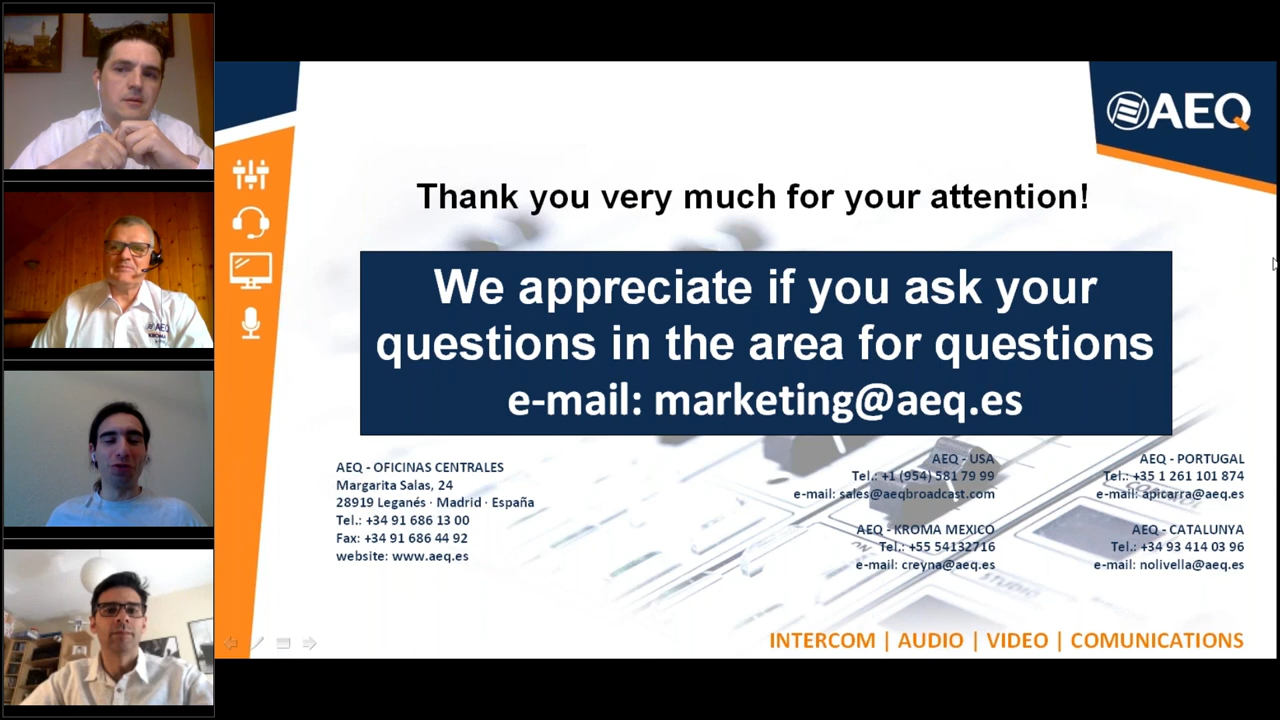 AEQ
Thank you very much for your attention!
We appreciate if you ask your
questions in the area for questions
e-mail: marketing@aeq.es
AEQ - OFICINAS CENTRALES
Margarita Salas, 24
28919 Leganés · Madrid · España
Tel.: +34 91 686 13 00
Fax: +34 91 686 44 92
website: www.aeq.es
AEQ - USA
Tel.: +1 (954) 581 79 99
e-mail: sales@aeqbroadcast.com
AEQ - KROMA MEXICO
Tel.: +55 54132716
e-mail: creyna@aeq.es
AEQ - PORTUGAL
Tel.: +35 1 261 101 874
e-mail: apicarra@aeq.es
AEQ - CATALUNYA
Tel.: +34 93 414 03 96
e-mail: nolivella@aeq.es
INTERCOM | AUDIO | VIDEO | COMUNICATIONS
AEQ
KROMA
CONTROL
STUDIO
ON